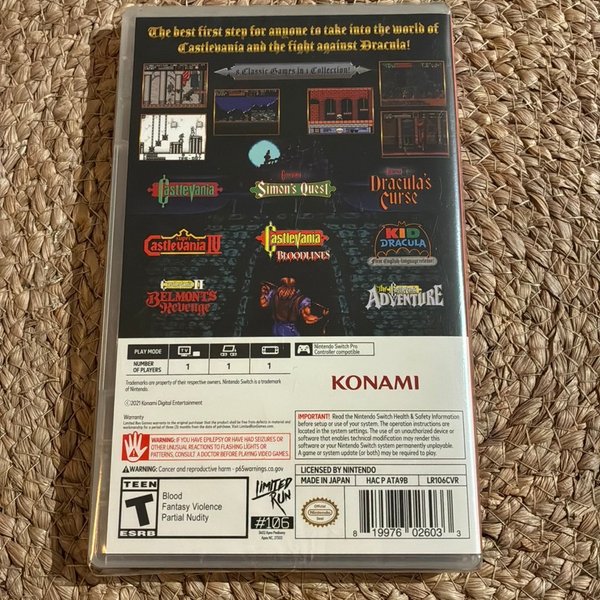 The best first step for anyone to take into the world of
Castlevania and the fight against Dracula!
8 Classic Games in 1 Collection!
Castlevania
Simon's Quest
Dracula's
Curse
Castlevania IV
Castlevania
BLOODLINES
KID
DRACULA
First English-language release!
II
BELMONT'S
Revenge
The Castlevania
ADVENTURE
PLAY MODE
NUMBER
OF PLAYERS
1
1
1
Nintendo Switch Pro
Controller compatible
Trademarks are property of their respective owners. Nintendo Switch is a trademark
of Nintendo.
©2021 Konami Digital Entertainment
KONAMI
Warranty
WARNING: IF YOU HAVE EPILEPSY OR HAVE HAD SEIZURES OR
OTHER UNUSUAL REACTIONS TO FLASHING LIGHTS OR
PATTERNS, CONSULT A DOCTOR BEFORE PLAYING VIDEO GAMES.
WARNING: Cancer and reproductive harm - p65warnings.ca.gov
IMPORTANT! Read the Nintendo Switch Health & Safety Information
before setup or use of your system. The operation instructions are
located in the system settings. The use of an unauthorized device or
software that enables technical modification may render this
or software your Nintendo Switch system permanently unplayable.
A game or system update (or both) may be required to play.
TEEN
T
ESRB
Blood
Fantasy Violence
Partial Nudity
LIMITED
RUN
#106
LICENSED BY NINTENDO
MADE IN JAPAN
HAC P ATA9B
LR106CVR
Official
Nintendo
Seal
8 19976 02603 3